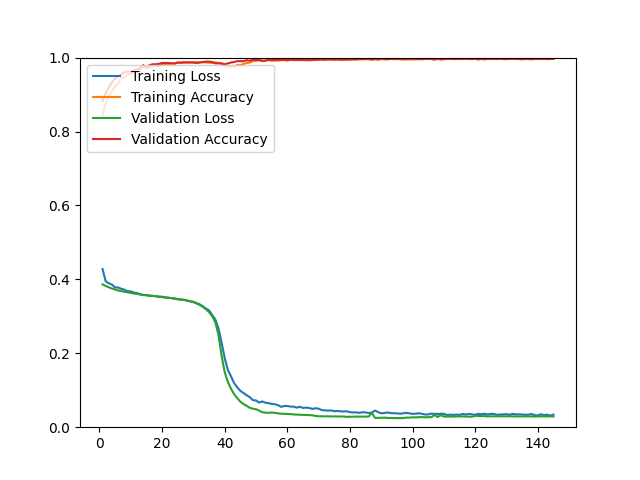 1.0
0.8
0.6
0.4
0.2
0.0
Training Loss
Training Accuracy
Validation Loss
Validation Accuracy
0 20 40 60 80 100 120 140